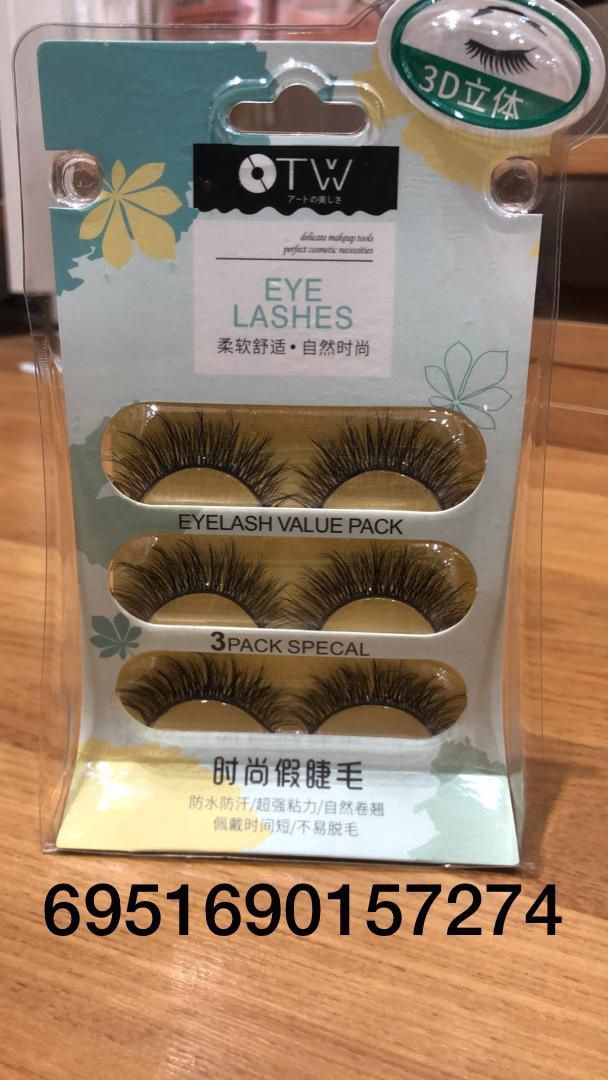 3D立体
OTW
アートの美しさ
delicate makeup tools
perfect cosmetic necessities
EYE
LASHES
柔软舒适•自然时尚
EYELASH VALUE PACK
3PACK SPECAL
时尚假睫毛
防水防汗/超强粘力/自然卷翘
佩戴时间短/不易脱毛
6951690157274